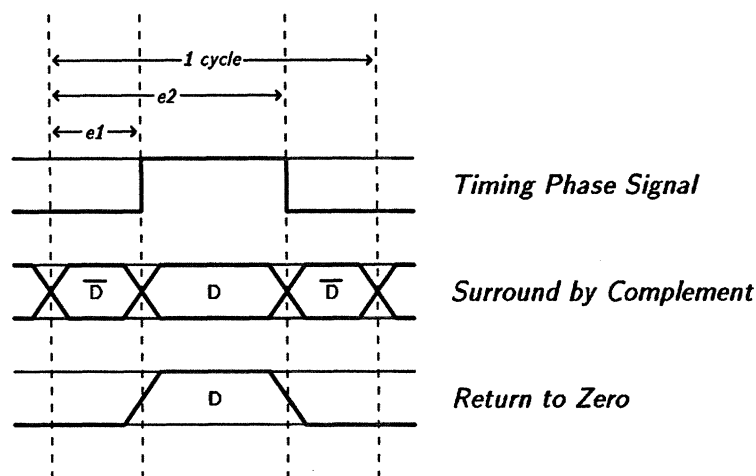 1 cycle
e2
e1
Timing Phase Signal
D̅ D D̅
Surround by Complement
D
Return to Zero